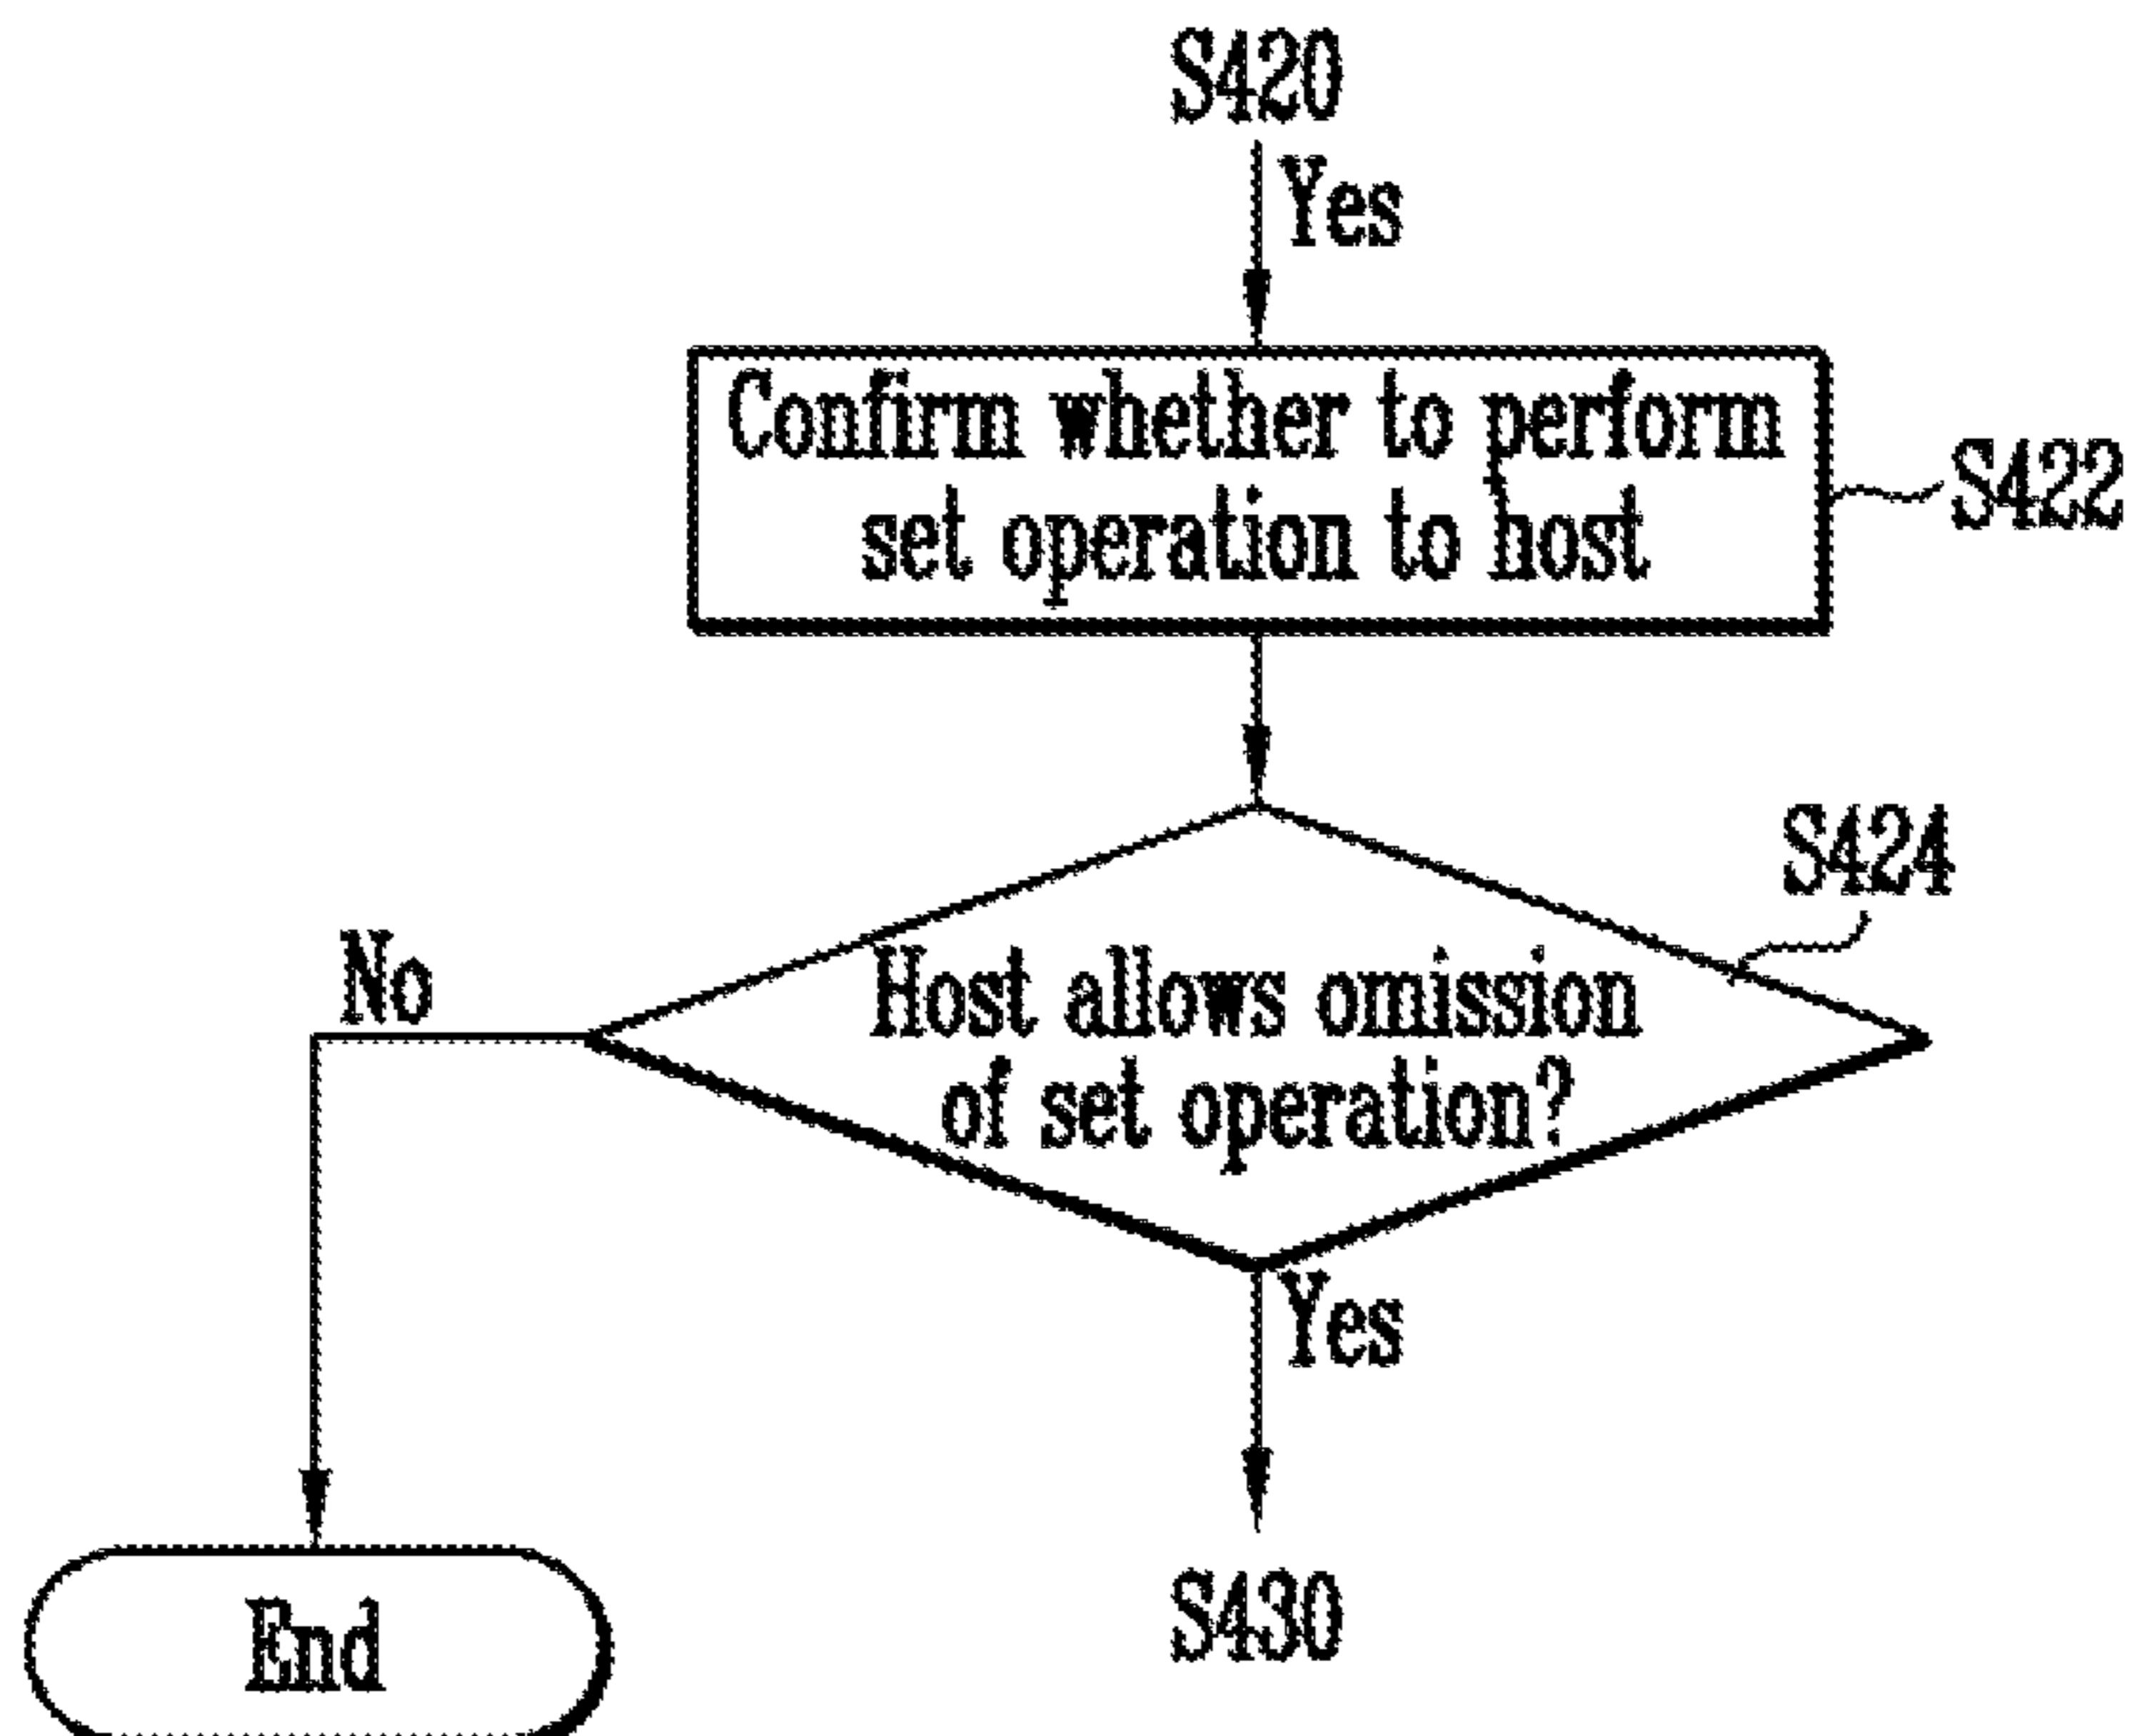 S420
Yes
Confirm whether to perform
set operation to host
S422
S424
No
Host allows omission
of set operation?
Yes
End
S430